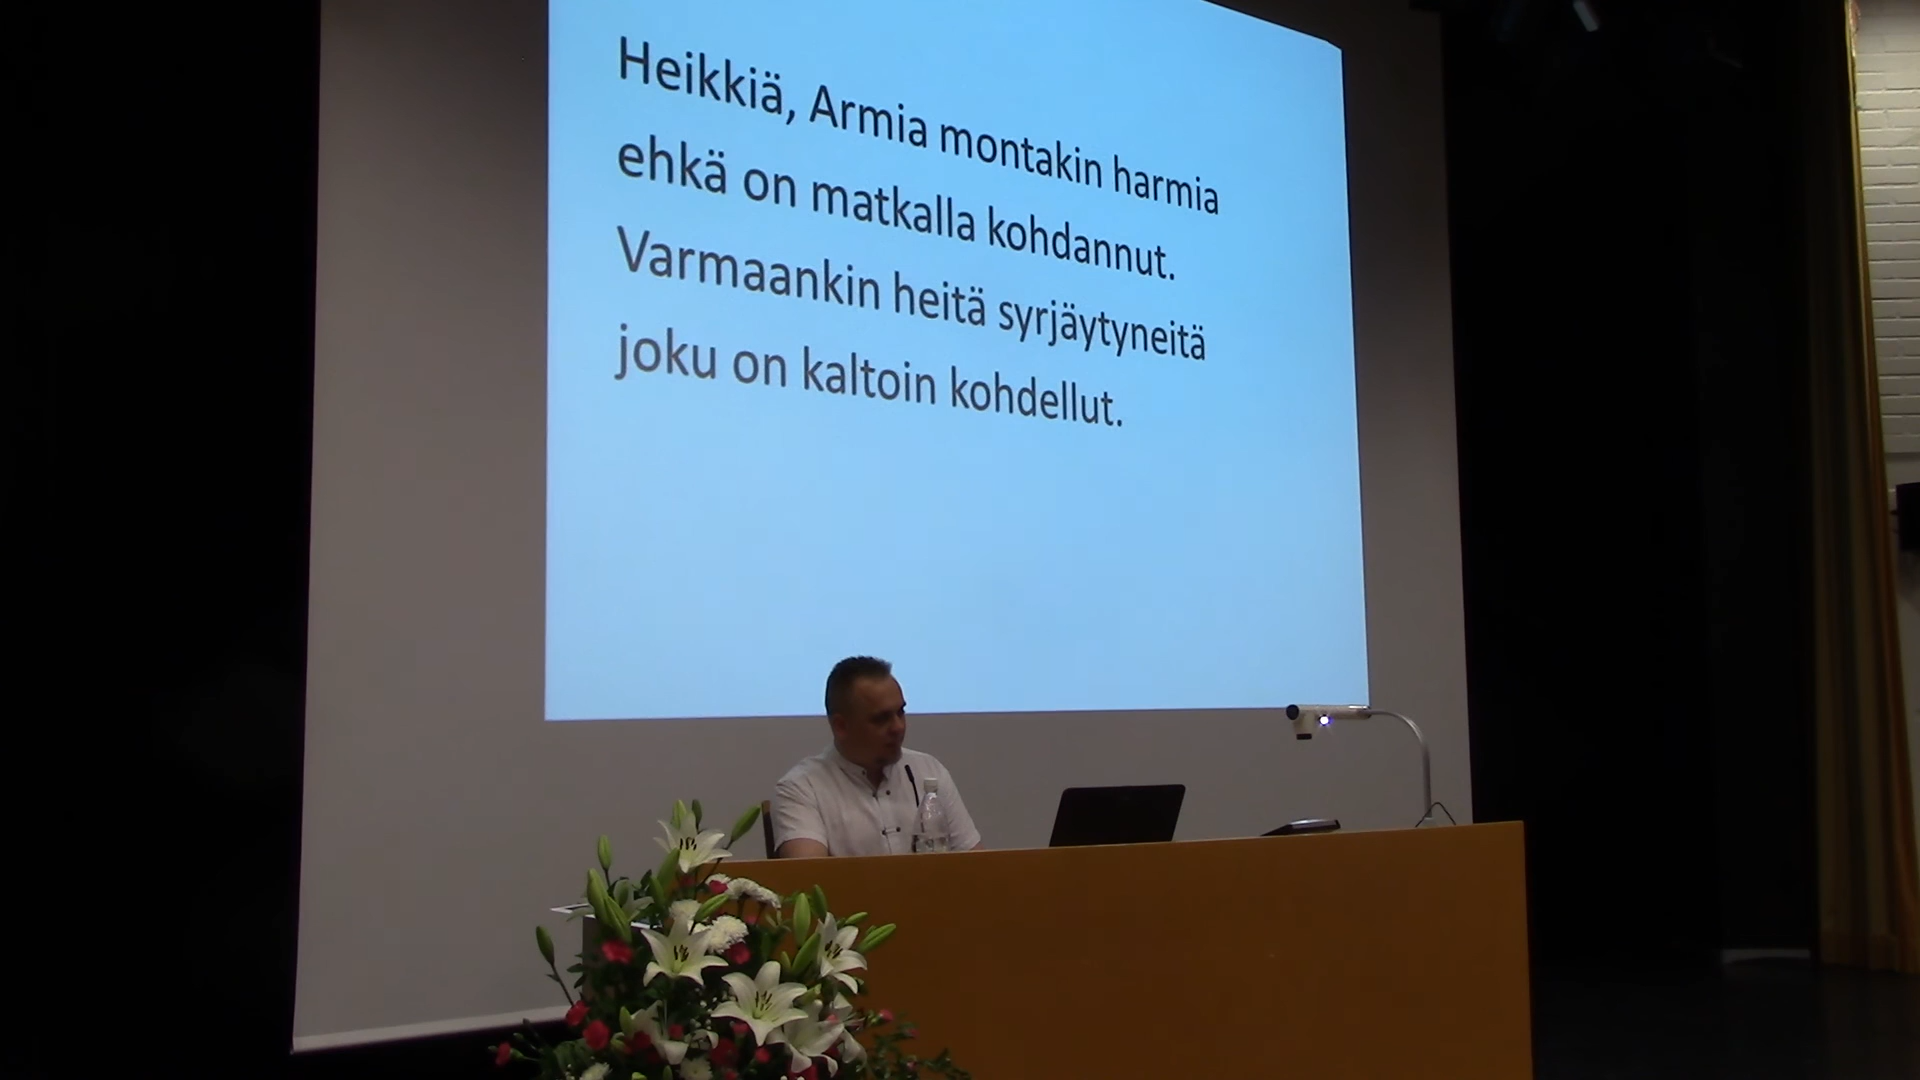 Heikkiä, Armia montakin harmia
ehkä on matkalla kohdannut.
Varmaankin heitä syrjäytyneitä
joku on kaltoin kohdellut.